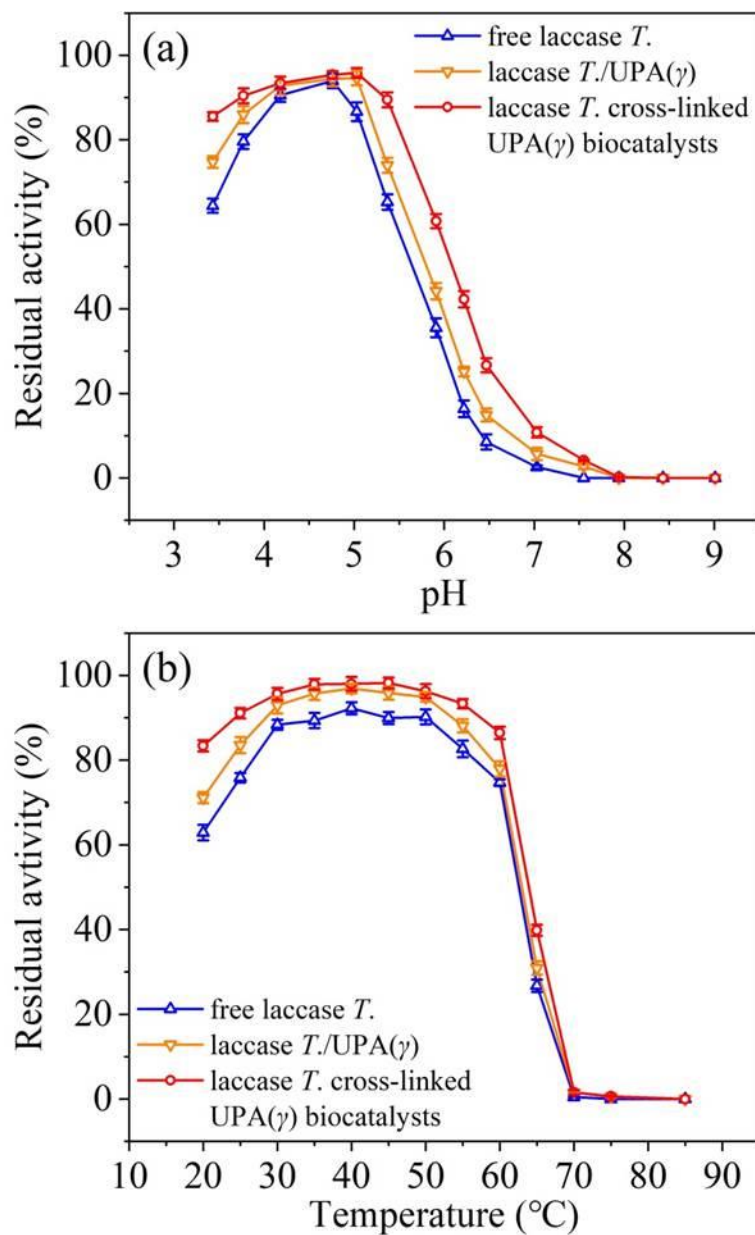 (a)
free laccase T.
laccase T./UPA(γ)
laccase T. cross-linked
UPA(γ) biocatalysts
Residual activity (%)
100
80
60
40
20
0
3 4 5 6 7 8 9
pH
(b)
Residual avtivity (%)
100
80
60
40
20
0
free laccase T.
laccase T./UPA(γ)
laccase T. cross-linked
UPA(γ) biocatalysts
10 20 30 40 50 60 70 80 90
Temperature (°C)